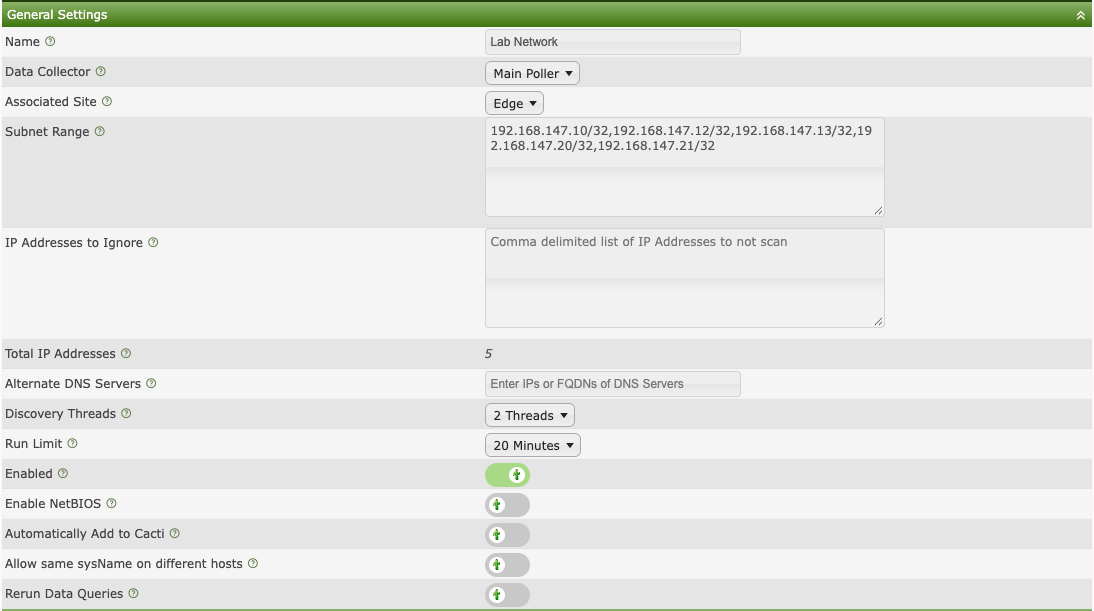 General Settings
Name
Lab Network
Data Collector
Main Poller
Associated Site
Edge
Subnet Range
192.168.147.10/32,192.168.147.12/32,192.168.147.13/32,19
2.168.147.20/32,192.168.147.21/32
IP Addresses to Ignore
Comma delimited list of IP Addresses to not scan
Total IP Addresses
5
Alternate DNS Servers
Enter IPs or FQDNs of DNS Servers
Discovery Threads
2 Threads
Run Limit
20 Minutes
Enabled
Enable NetBIOS
Automatically Add to Cacti
Allow same sysName on different hosts
Rerun Data Queries